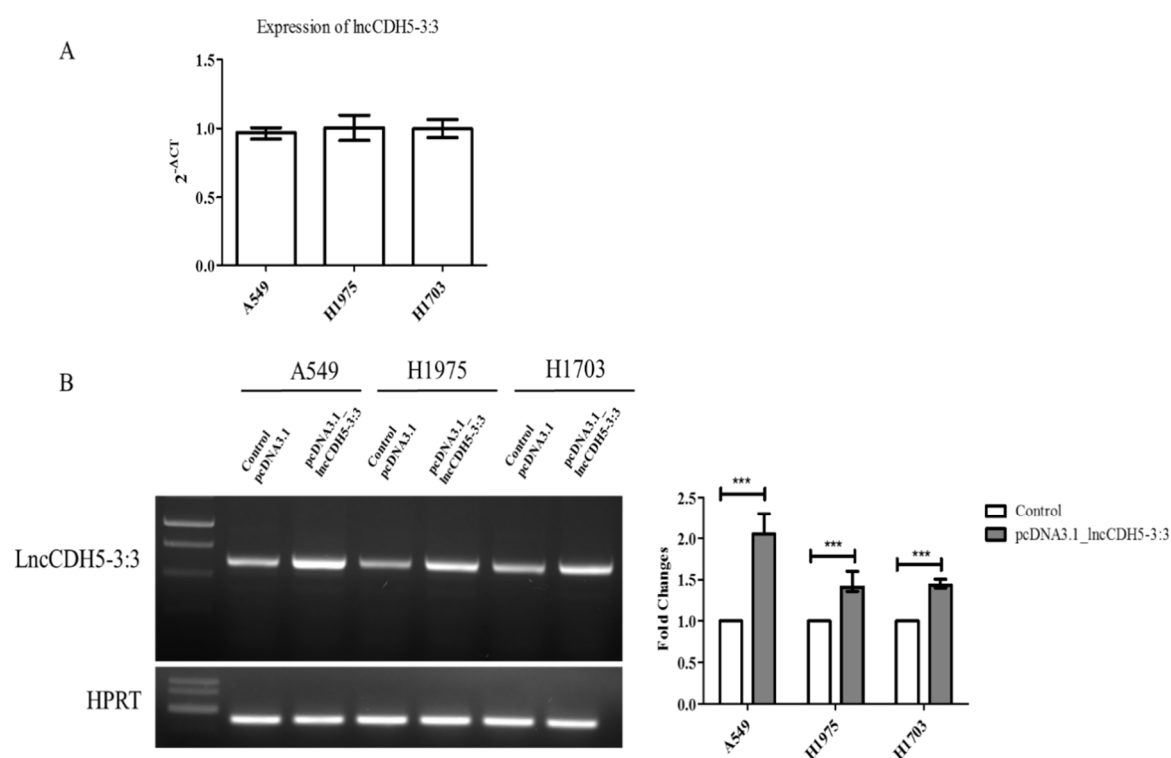 Expression of lncCDH5-3:3
A
1.5
1.0
0.5
0.0
2^-ΔCT
A549
H1975
H1703
B
A549
H1975
H1703
Control
pcDNA3.1
pcDNA3.1_
lncCDH5-3:3
Control
pcDNA3.1
pcDNA3.1_
lncCDH5-3:3
Control
pcDNA3.1
pcDNA3.1_
lncCDH5-3:3
LncCDH5-3:3
HPRT
2.5
2.0
1.5
1.0
0.5
0.0
Fold Changes
***
***
***
A549
H1975
H1703
Control
pcDNA3.1_lncCDH5-3:3